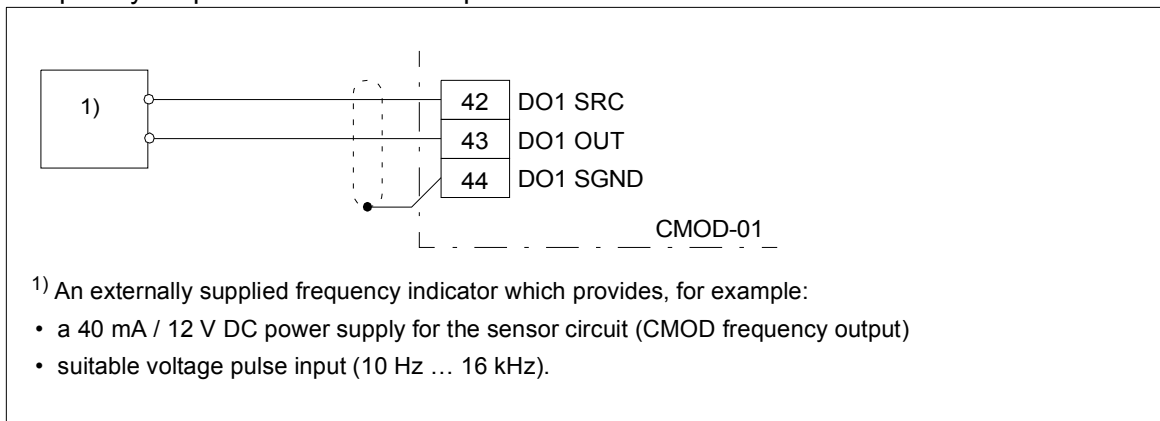 1)
42 DO1 SRC
43 DO1 OUT
44 DO1 SGND
CMOD-01
1) An externally supplied frequency indicator which provides, for example:
• a 40 mA / 12 V DC power supply for the sensor circuit (CMOD frequency output)
• suitable voltage pulse input (10 Hz … 16 kHz).